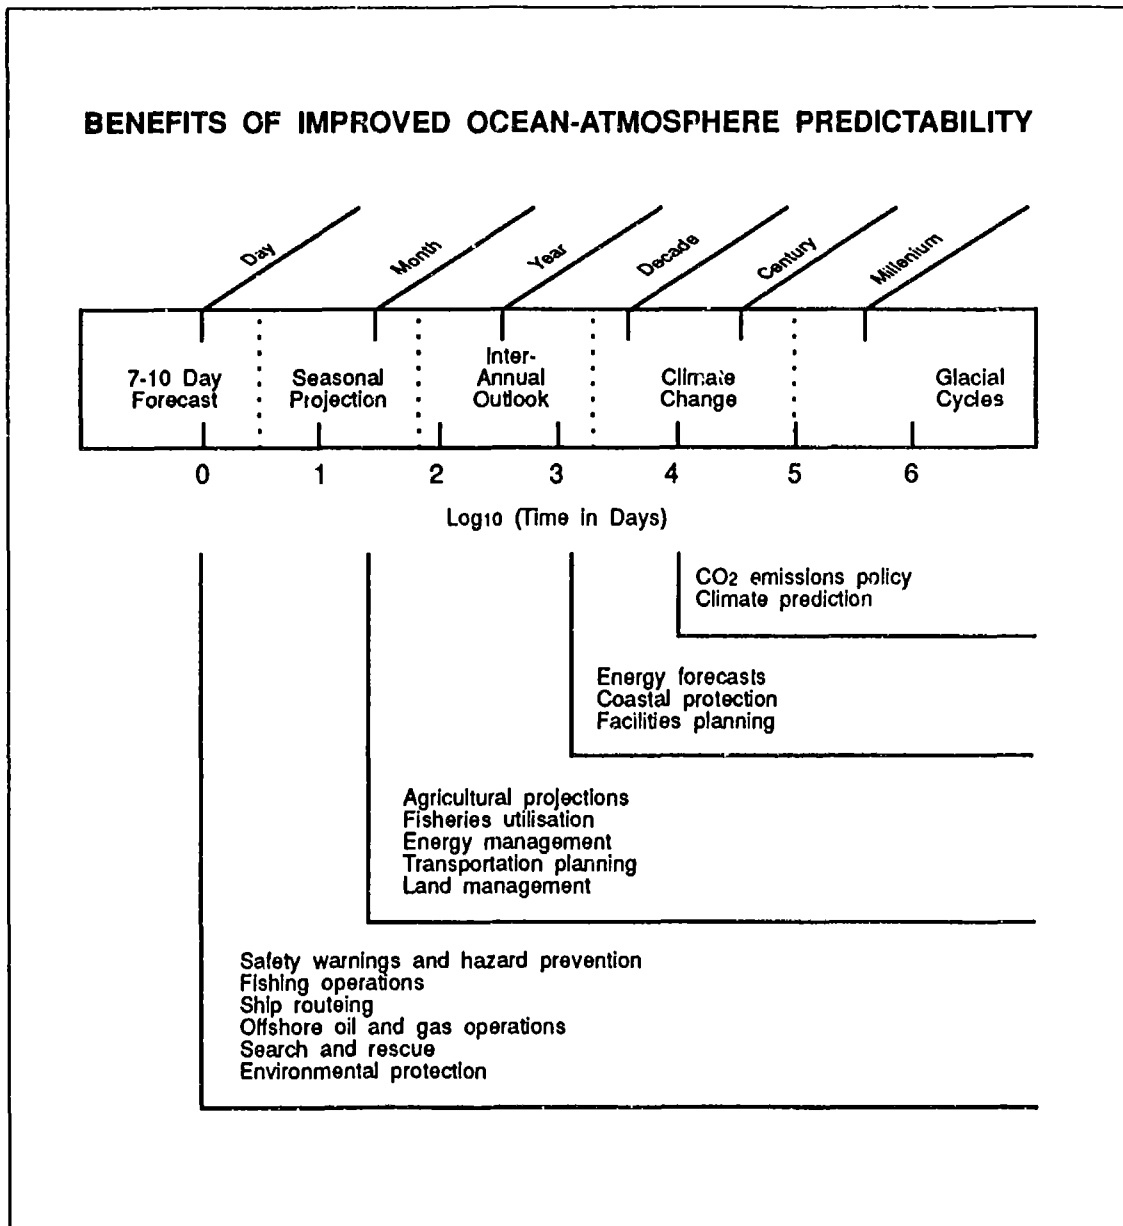 BENEFITS OF IMPROVED OCEAN-ATMOSPHERE PREDICTABILITY
Day
Month
Year
Decade
Century
Millenium
7-10 Day
Forecast
Seasonal
Projection
Inter-
Annual
Outlook
Climate
Change
Glacial
Cycles
0 1 2 3 4 5 6
Log10 (Time in Days)
CO2 emissions policy
Climate prediction
Energy forecasts
Coastal protection
Facilities planning
Agricultural projections
Fisheries utilisation
Energy management
Transportation planning
Land management
Safety warnings and hazard prevention
Fishing operations
Ship routeing
Offshore oil and gas operations
Search and rescue
Environmental protection